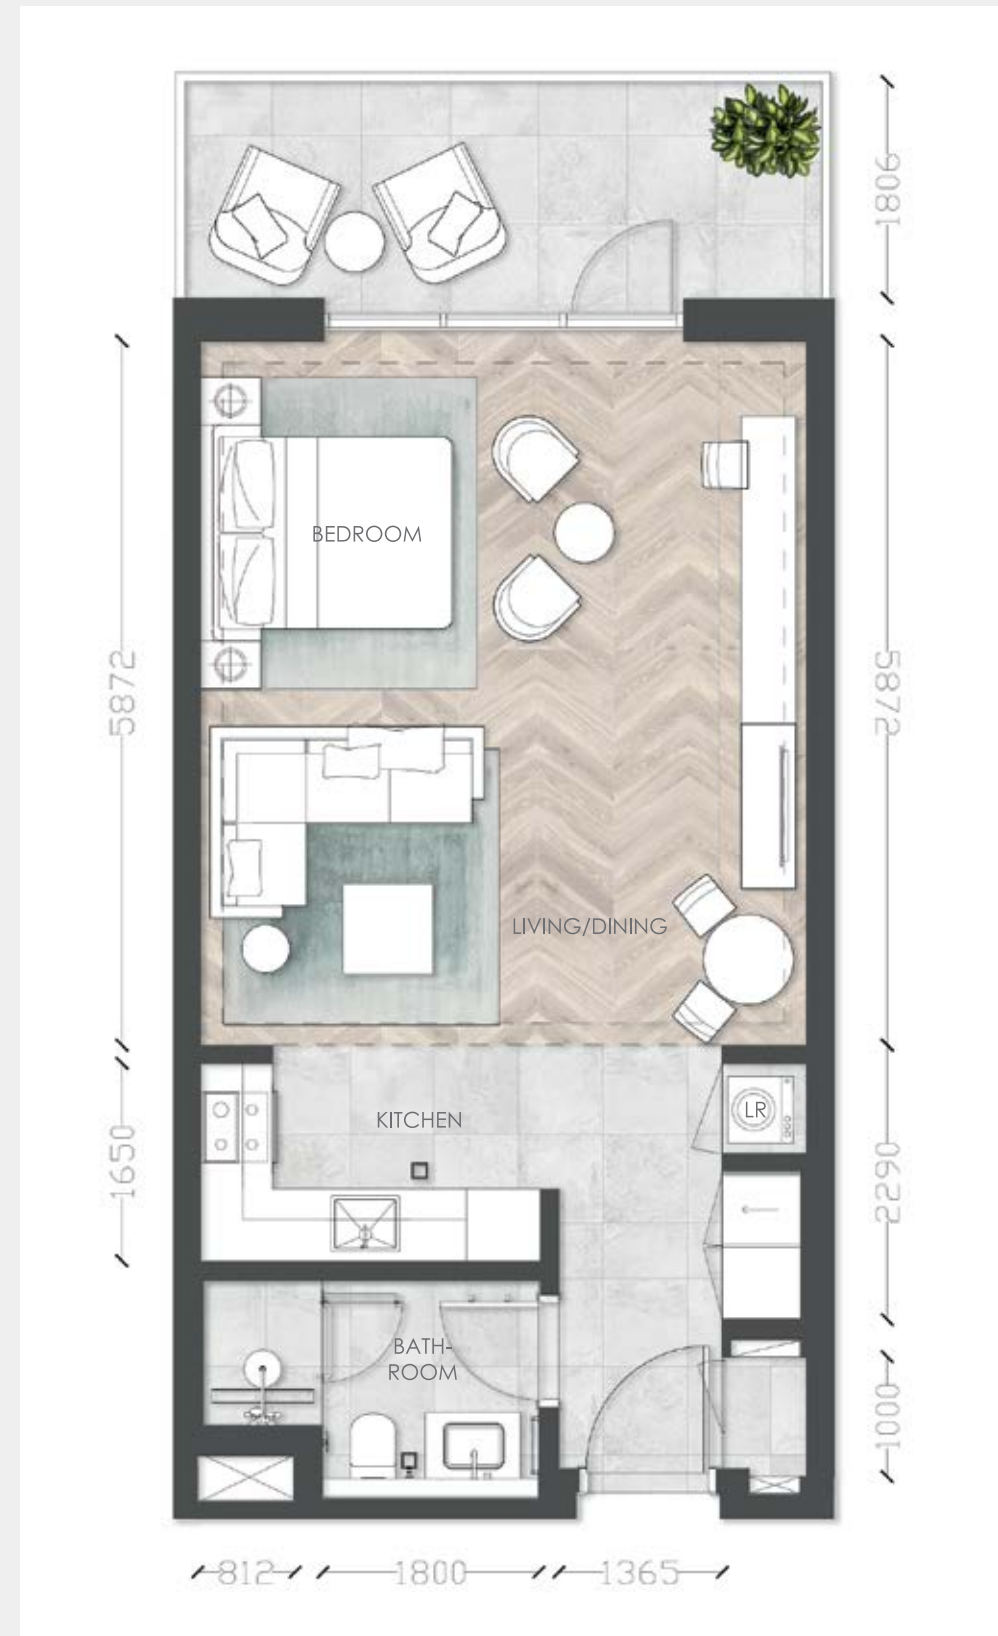 1806
BEDROOM
5872
5872
LIVING/DINING
KITCHEN
LR
1650
2290
BATH-
ROOM
1000
812
1800
1365